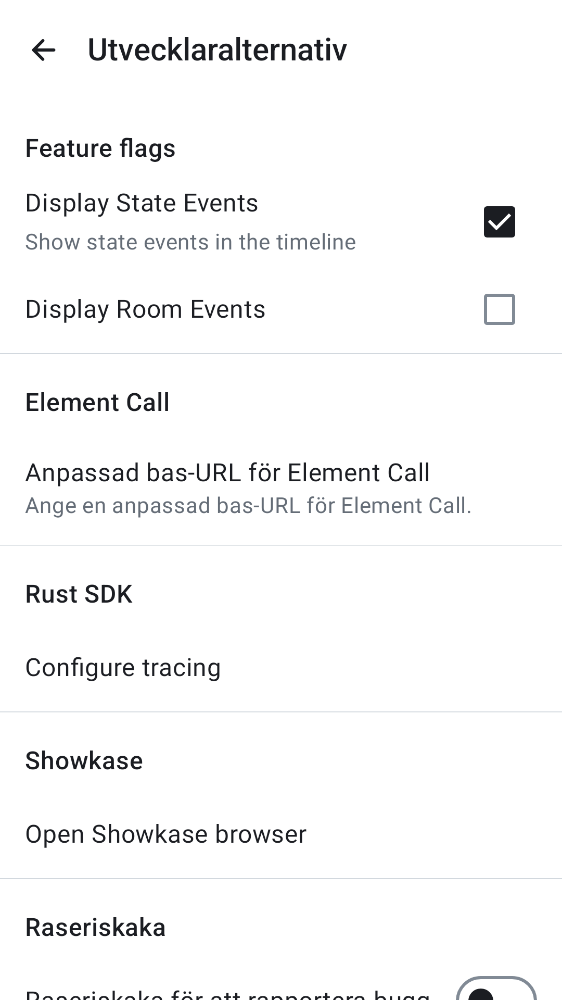 Utvecklaralternativ
Feature flags
Display State Events
Show state events in the timeline
Display Room Events
Element Call
Anpassad bas-URL för Element Call
Ange en anpassad bas-URL för Element Call.
Rust SDK
Configure tracing
Showkase
Open Showkase browser
Raseriskaka
Raseriskaka för att rapportera bugg